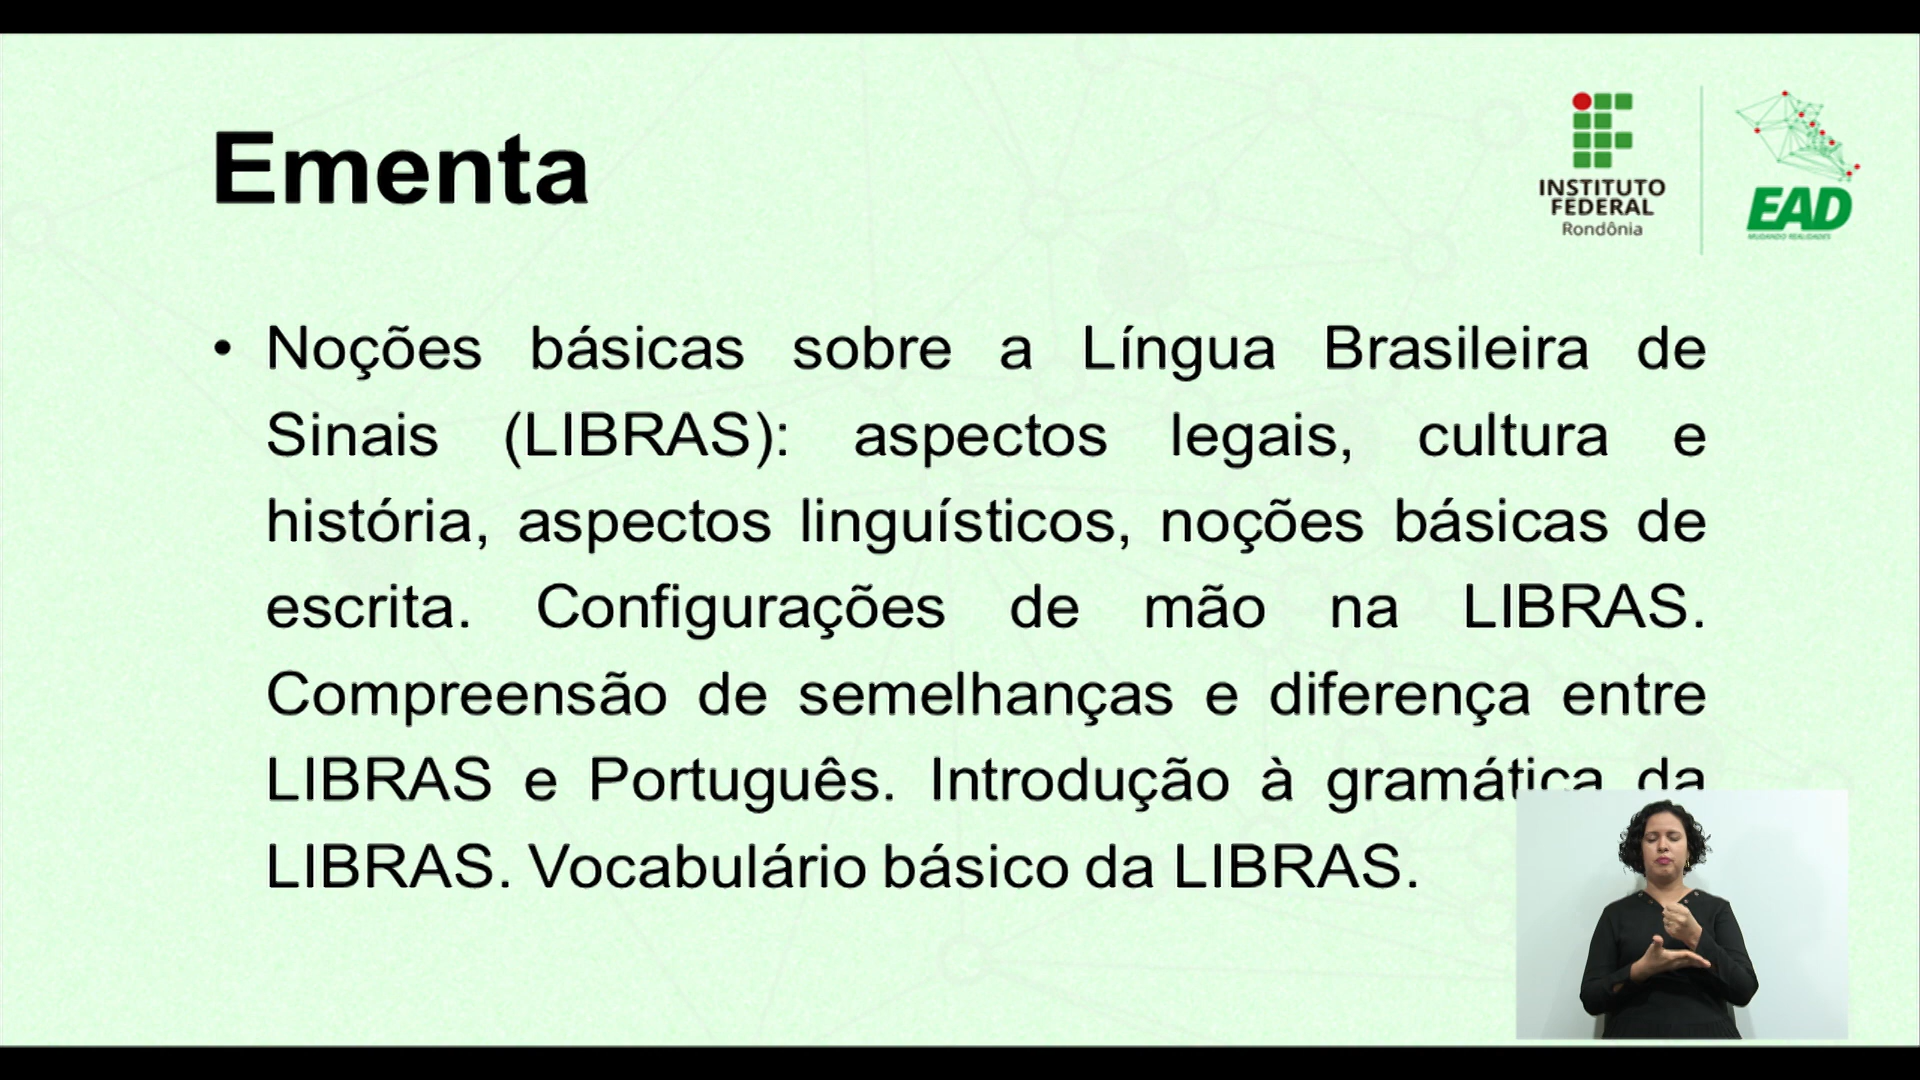 Ementa
INSTITUTO
FEDERAL
Rondônia
EAD
MUDANDO REALIDADES
• Noções básicas sobre a Língua Brasileira de
Sinais (LIBRAS): aspectos legais, cultura e
história, aspectos linguísticos, noções básicas de
escrita. Configurações de mão na LIBRAS.
Compreensão de semelhanças e diferença entre
LIBRAS e Português. Introdução à gramática da
LIBRAS. Vocabulário básico da LIBRAS.